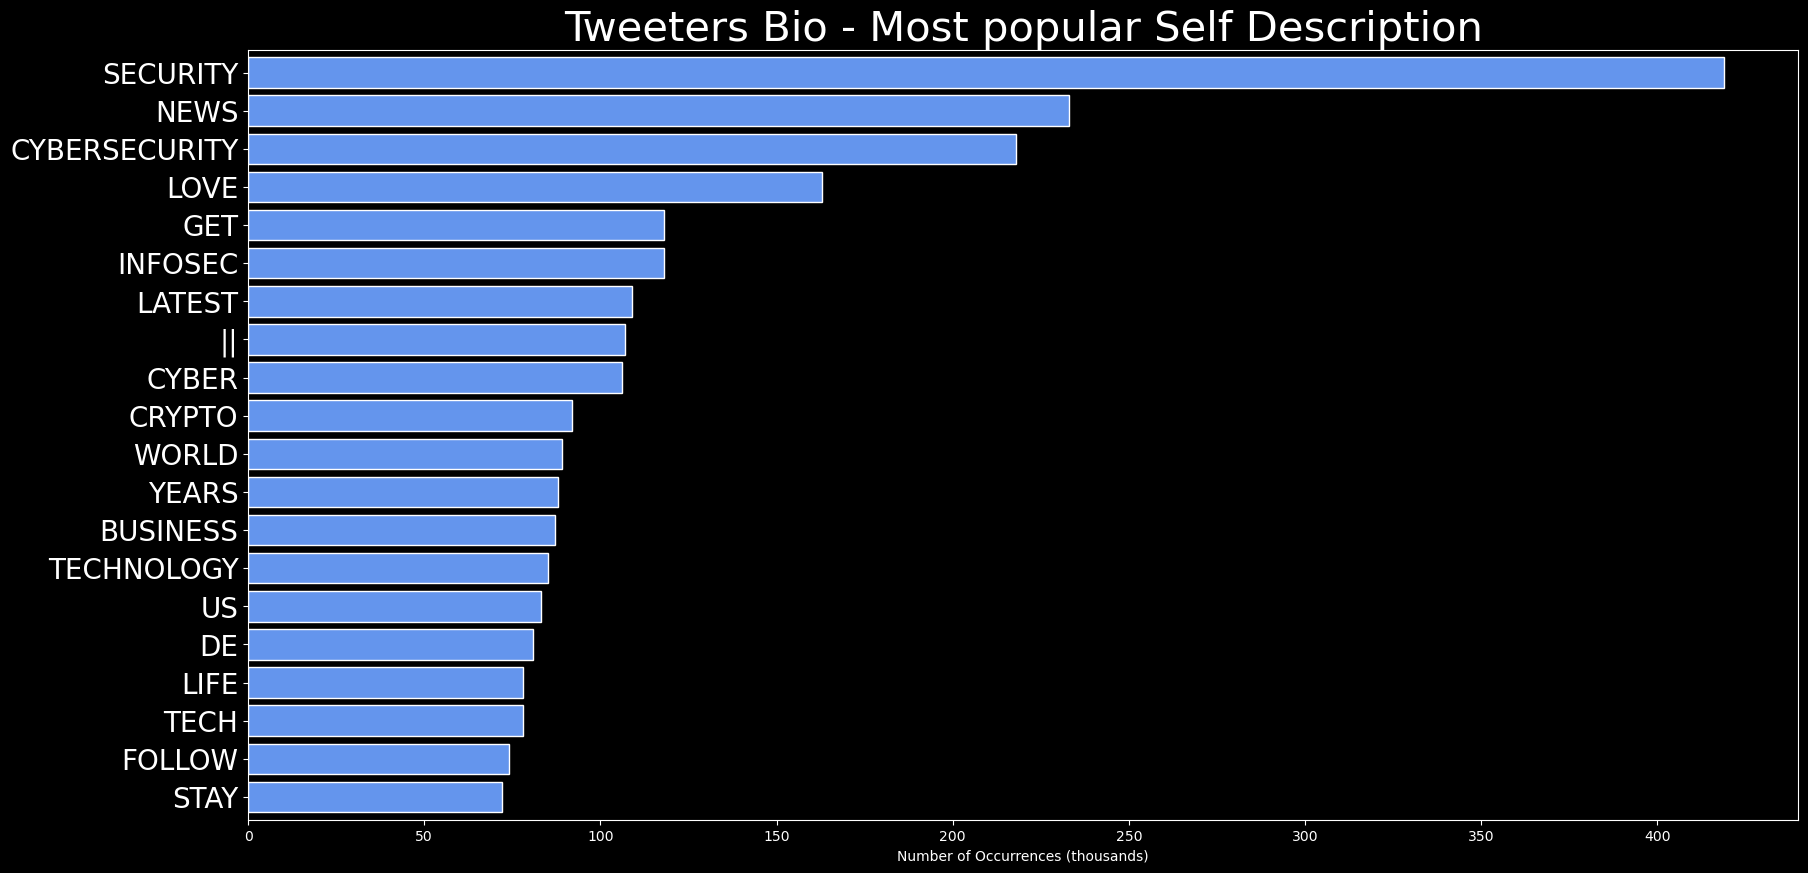 Tweeters Bio - Most popular Self Description
SECURITY
NEWS
CYBERSECURITY
LOVE
GET
INFOSEC
LATEST
||
CYBER
CRYPTO
WORLD
YEARS
BUSINESS
TECHNOLOGY
US
DE
LIFE
TECH
FOLLOW
STAY
0 50 100 150 200 250 300 350 400
Number of Occurrences (thousands)